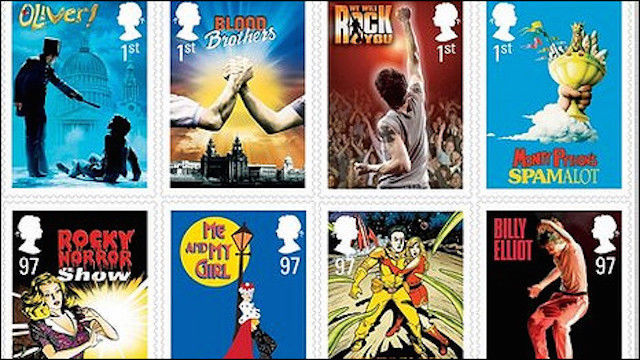 OLiVER!
1st
BLOOD
Brothers
1st
WE WILL
ROCK
YOU
1st
1st
MONTY PYTHON'S
SPAMALOT
ROCKY
HORROR
Show
97
ME
AND MY
GIRL
97
97
BILLY
ELLIOT
97